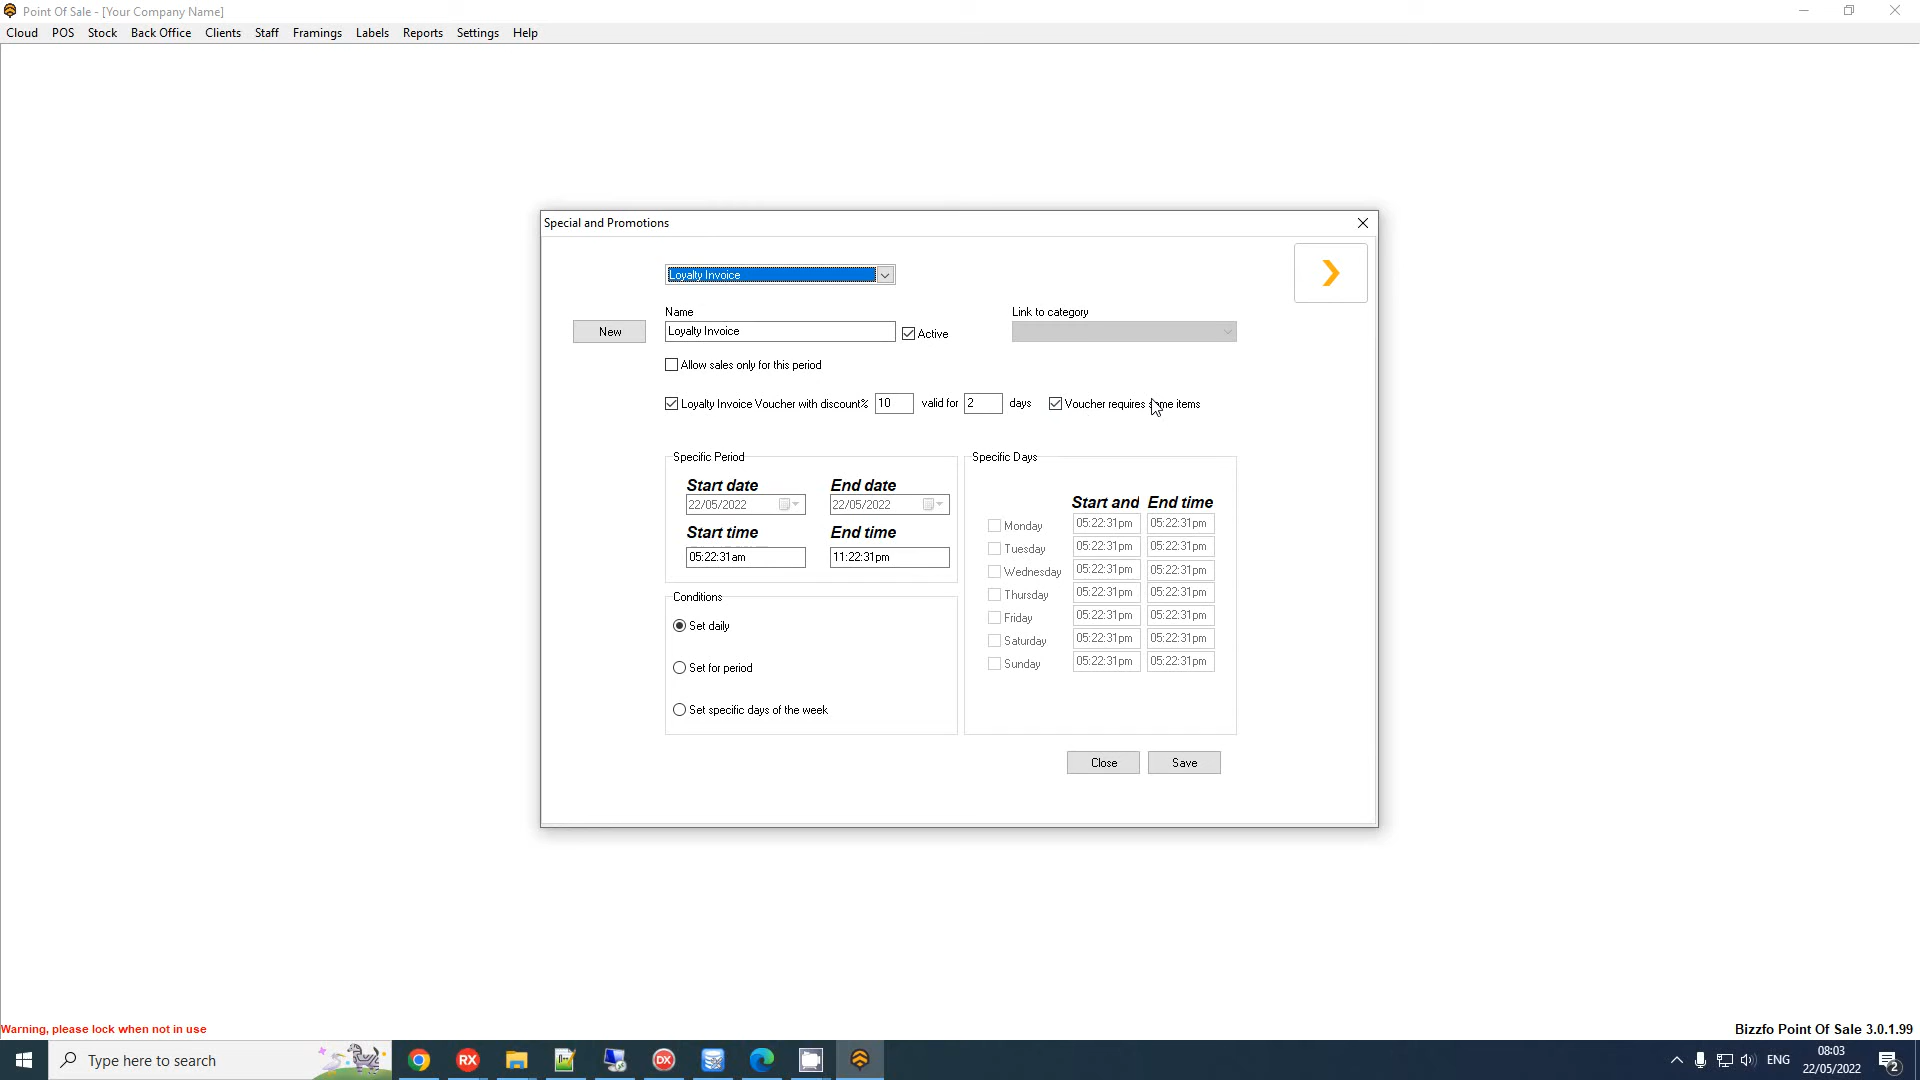 Point Of Sale - [Your Company Name]
Cloud POS Stock Back Office Clients Staff Framings Labels Reports Settings Help
Special and Promotions
Loyalty Invoice
Name
Link to category
New
Loyalty Invoice
Active
Allow sales only for this period
Loyalty Invoice Voucher with discount% 10 valid for 2 days Voucher requires same items
Specific Period
Start date End date
22/05/2022 22/05/2022
Start time End time
05:22:31am 11:22:31pm
Conditions
Set daily
Set for period
Set specific days of the week
Specific Days
Start and End time
Monday 05:22:31pm 05:22:31pm
Tuesday 05:22:31pm 05:22:31pm
Wednesday 05:22:31pm 05:22:31pm
Thursday 05:22:31pm 05:22:31pm
Friday 05:22:31pm 05:22:31pm
Saturday 05:22:31pm 05:22:31pm
Sunday 05:22:31pm 05:22:31pm
Close Save
Warning, please lock when not in use
Bizzfo Point Of Sale 3.0.1.99
Type here to search
RX
DX
ENG
08:03
22/05/2022
2